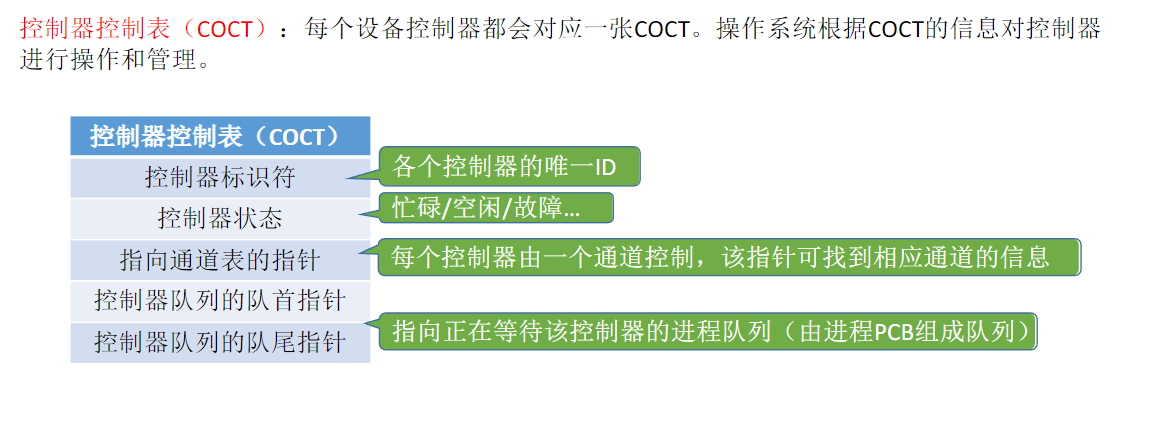 控制器控制表（COCT）：每个设备控制器都会对应一张COCT。操作系统根据COCT的信息对控制器
进行操作和管理。
控制器控制表（COCT）
控制器标识符
各个控制器的唯一ID
控制器状态
忙碌/空闲/故障...
指向通道表的指针
每个控制器由一个通道控制，该指针可找到相应通道的信息
控制器队列的队首指针
控制器队列的队尾指针
指向正在等待该控制器的进程队列（由进程PCB组成队列）